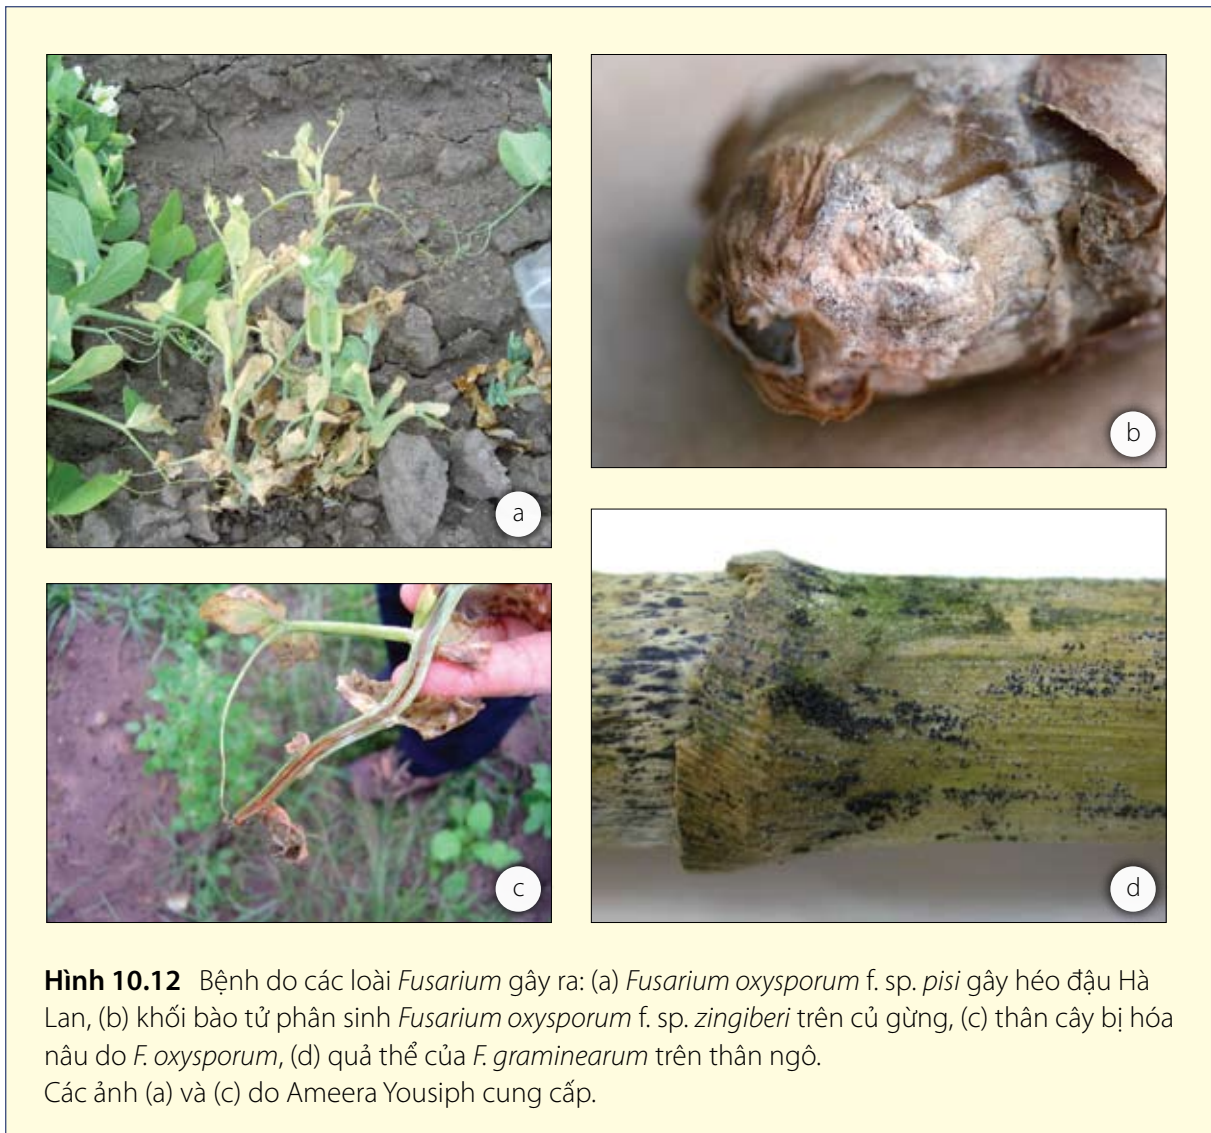 a
b
c
d
Hình 10.12 Bệnh do các loài Fusarium gây ra: (a) Fusarium oxysporum f. sp. pisi gây héo đậu Hà
Lan, (b) khối bào tử phân sinh Fusarium oxysporum f. sp. zingiberi trên củ gừng, (c) thân cây bị hóa
nâu do F. oxysporum, (d) quả thể của F. graminearum trên thân ngô.
Các ảnh (a) và (c) do Ameera Yousiph cung cấp.